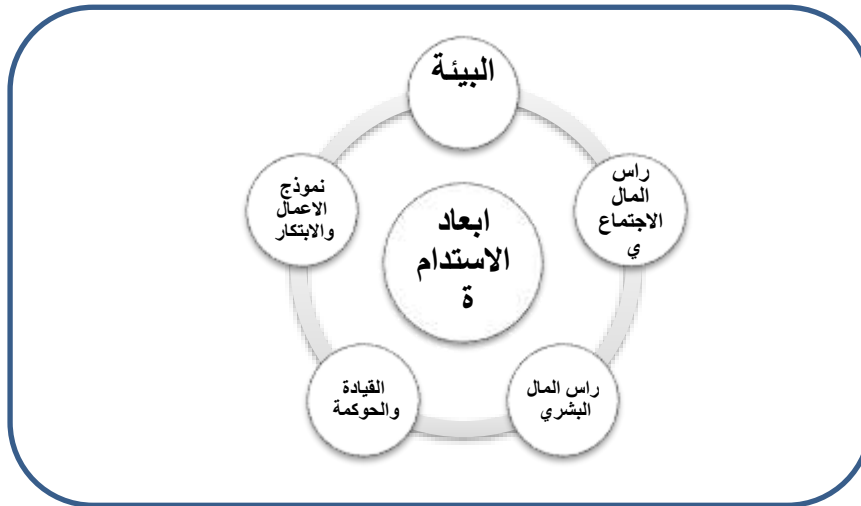 البيئة
راس
المال
الاجتماع
ي
راس المال
البشري
القيادة
والحوكمة
نموذج
الاعمال
والابتكار
ابعاد
الاستدام
ة